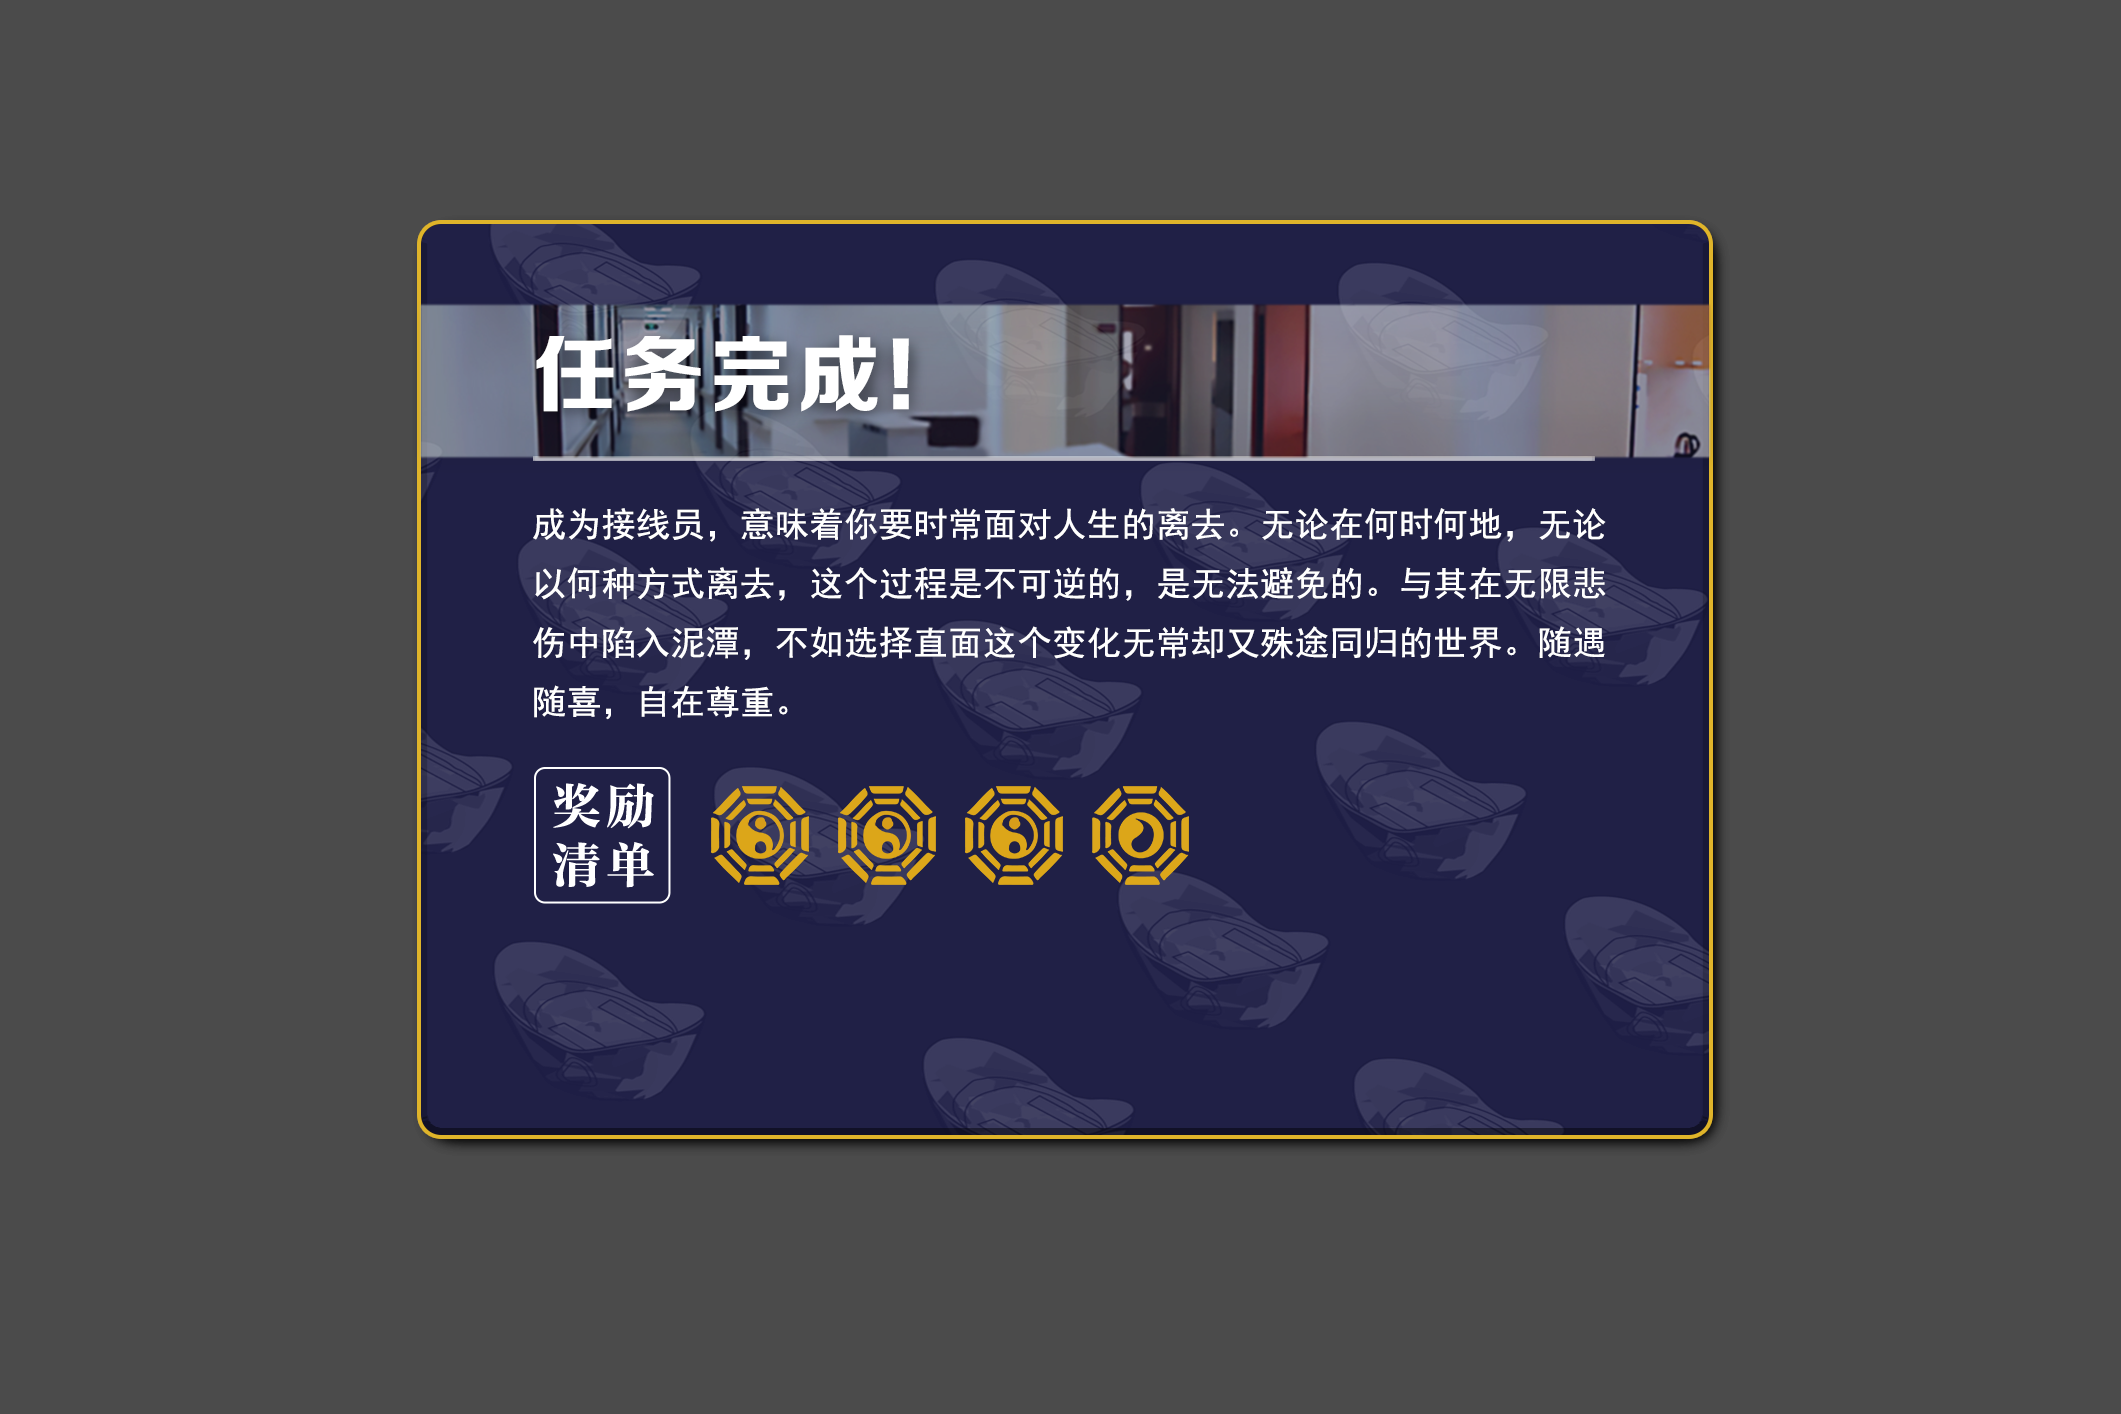 任务完成!
成为接线员，意味着你要时常面对人生的离去。无论在何时何地，无论
以何种方式离去，这个过程是不可逆的，是无法避免的。与其在无限悲
伤中陷入泥潭，不如选择直面这个变化无常却又殊途同归的世界。随遇
随喜，自在尊重。
奖励
清单